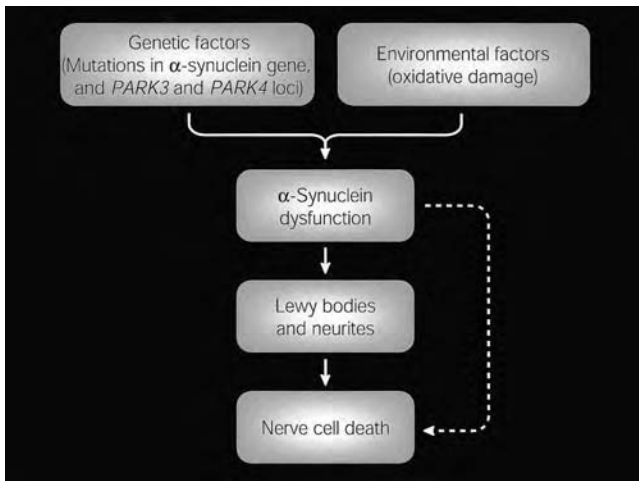 Genetic factors
(Mutations in α-synuclein gene,
and PARK3 and PARK4 loci)
Environmental factors
(oxidative damage)
α-Synuclein
dysfunction
Lewy bodies
and neurites
Nerve cell death